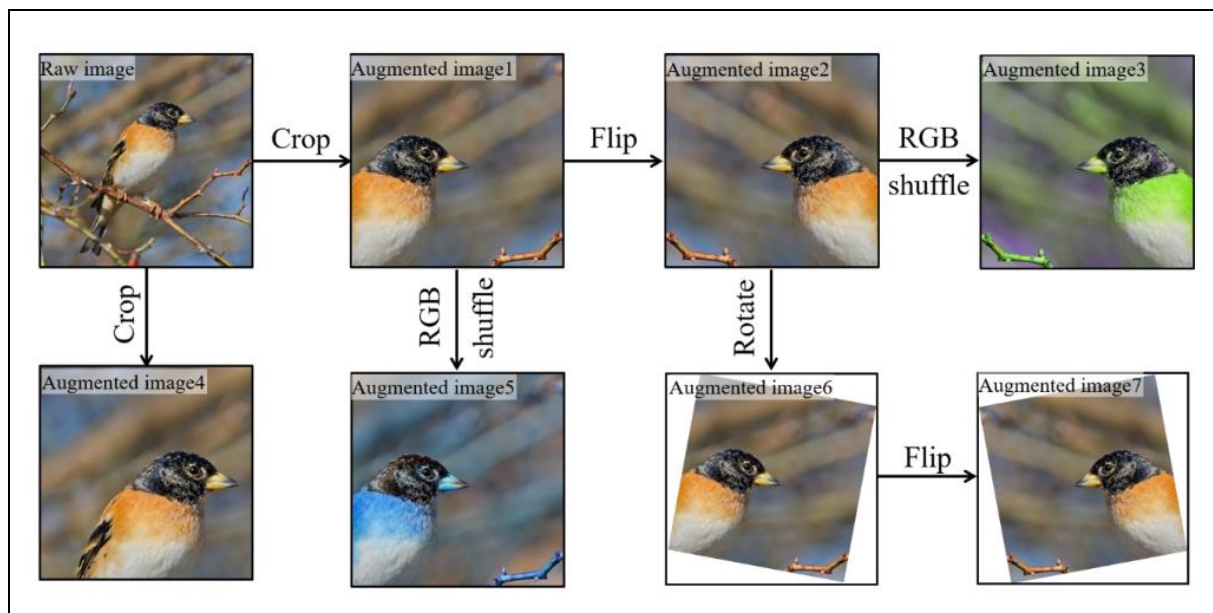 Raw image
Augmented image1
Augmented image2
Augmented image3
Crop
Flip
RGB
shuffle
Crop
RGB
shuffle
Rotate
Augmented image4
Augmented image5
Augmented image6
Augmented image7
Flip